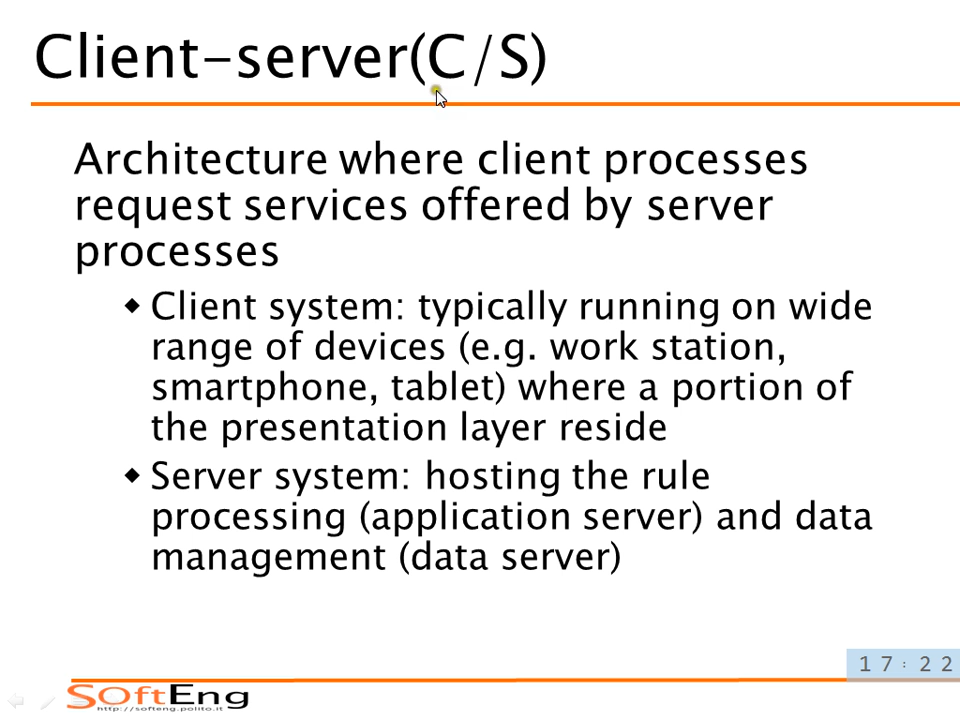 Client-server(C/S)
Architecture where client processes
request services offered by server
processes
◆ Client system: typically running on wide
range of devices (e.g. work station,
smartphone, tablet) where a portion of
the presentation layer reside
◆ Server system: hosting the rule
processing (application server) and data
management (data server)
17:22
SOftEng
http://softeng.polito.it